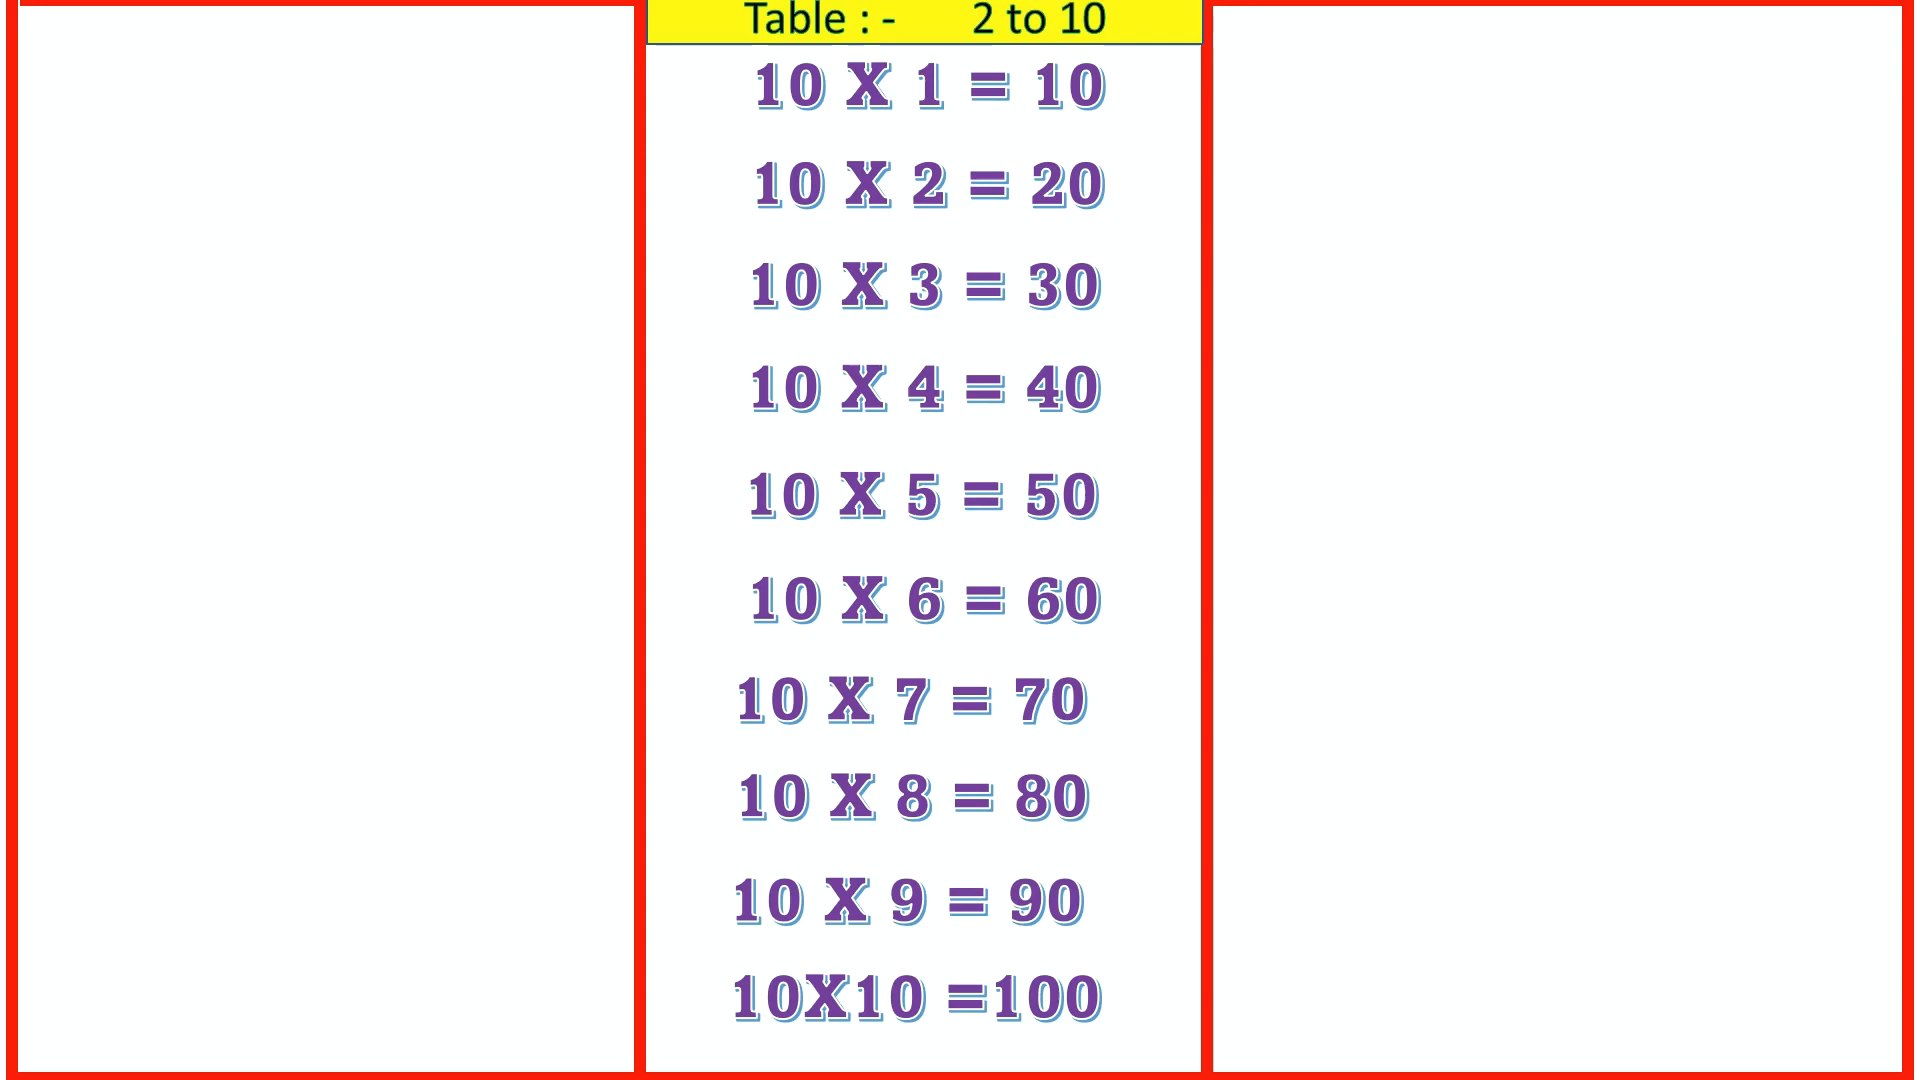 Table : - 2 to 10
10 X 1 = 10
10 X 2 = 20
10 X 3 = 30
10 X 4 = 40
10 X 5 = 50
10 X 6 = 60
10 X 7 = 70
10 X 8 = 80
10 X 9 = 90
10X10 =100